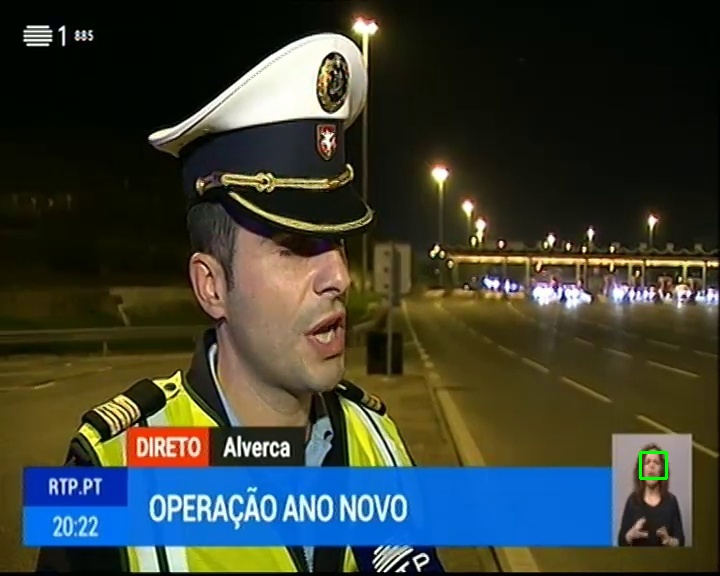 1 885
DIRETO Alverca
RTP.PT
20:22
OPERAÇÃO ANO NOVO